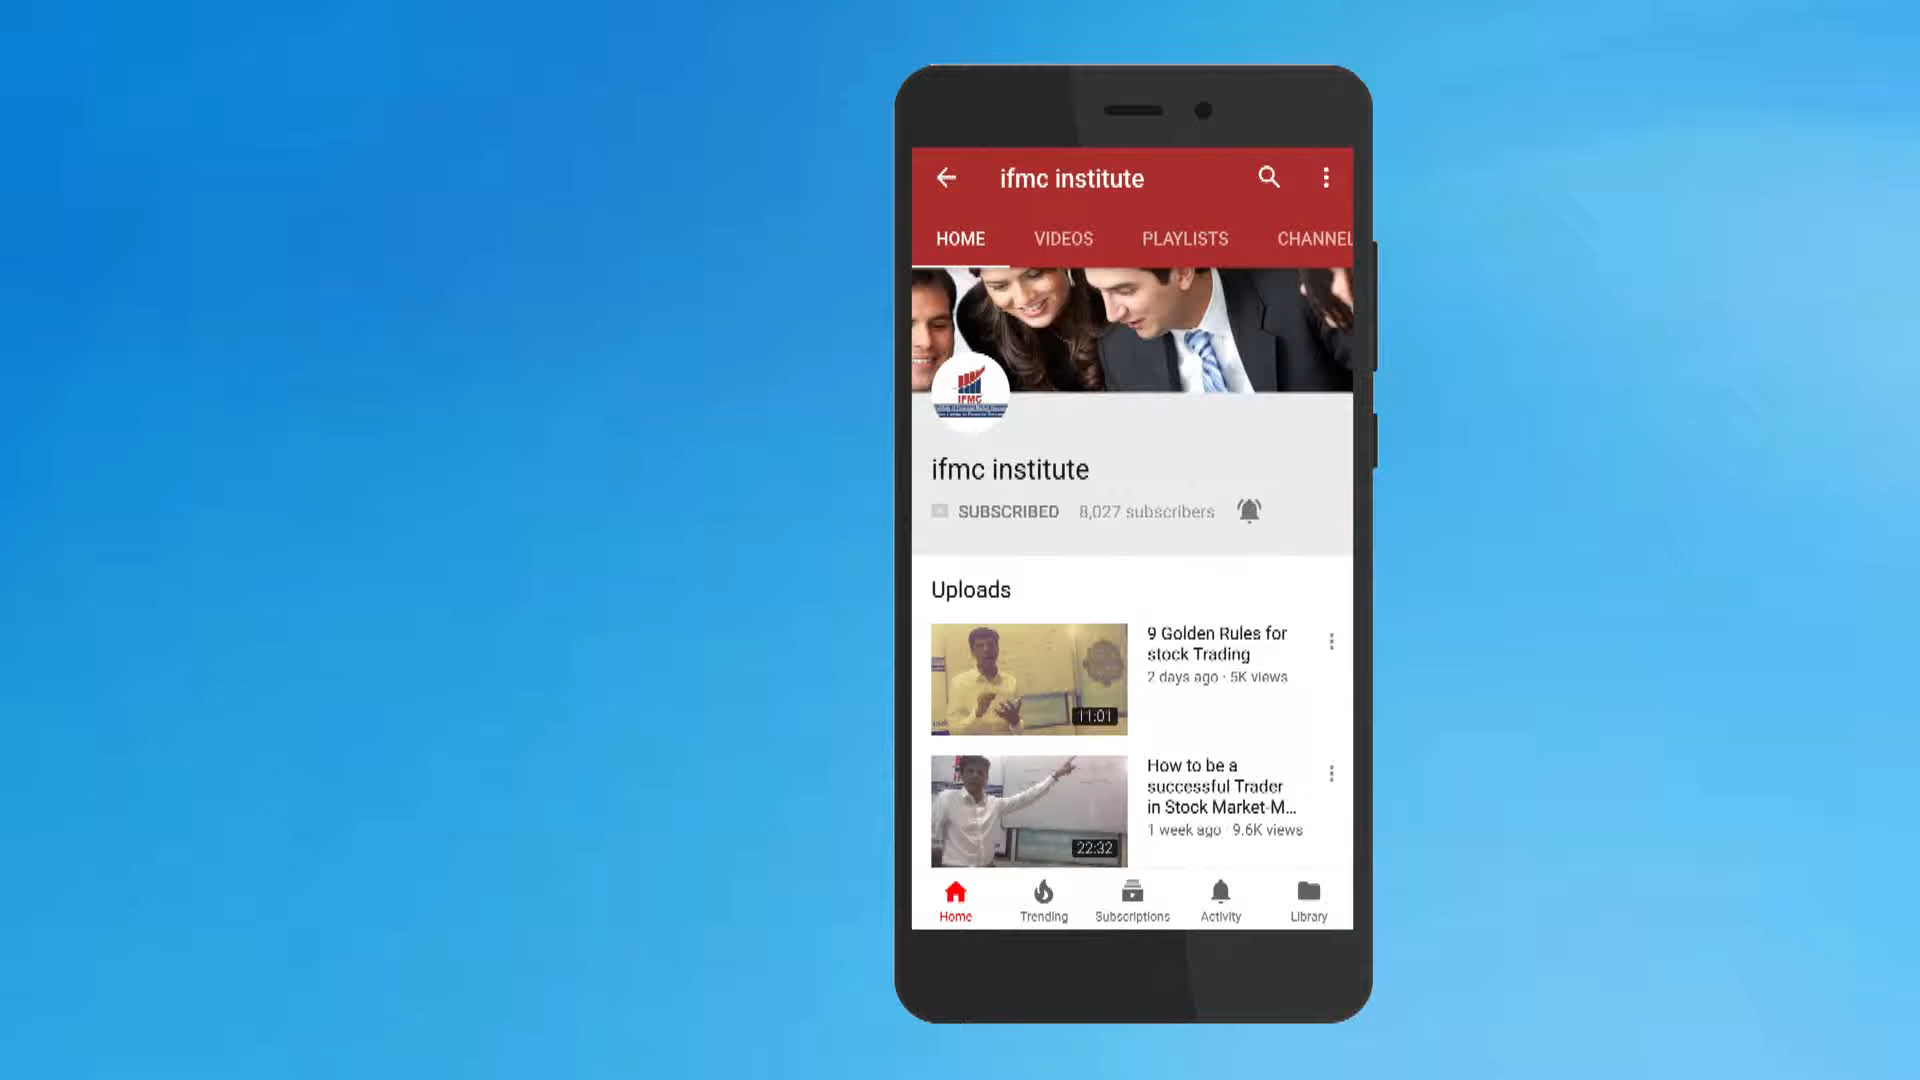 ifmc institute
HOME VIDEOS PLAYLISTS CHANNEL
IFMC
ifmc institute
SUBSCRIBED 8,027 subscribers
Uploads
9 Golden Rules for
stock Trading
2 days ago · 5K views
11:01
How to be a
successful Trader
in Stock Market-M...
1 week ago · 9.6K views
22:32
Home Trending Subscriptions Activity Library